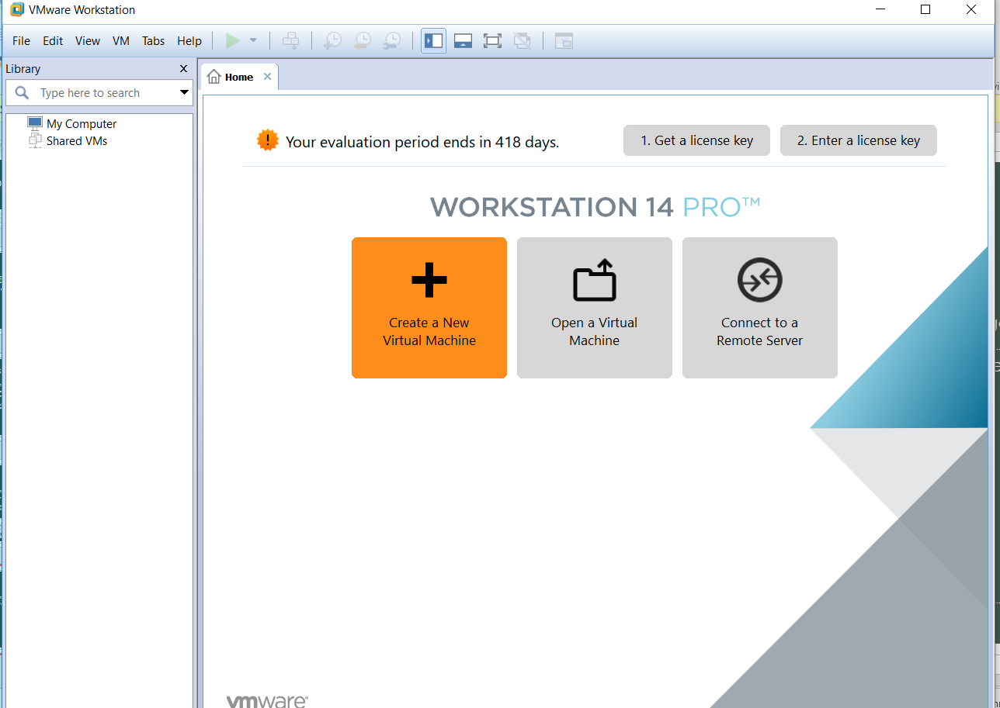 VMware Workstation
File Edit View VM Tabs Help
Library
Type here to search
My Computer
Shared VMs
Home
Your evaluation period ends in 418 days.
1. Get a license key
2. Enter a license key
WORKSTATION 14 PRO™
Create a New
Virtual Machine
Open a Virtual
Machine
Connect to a
Remote Server
vmware®